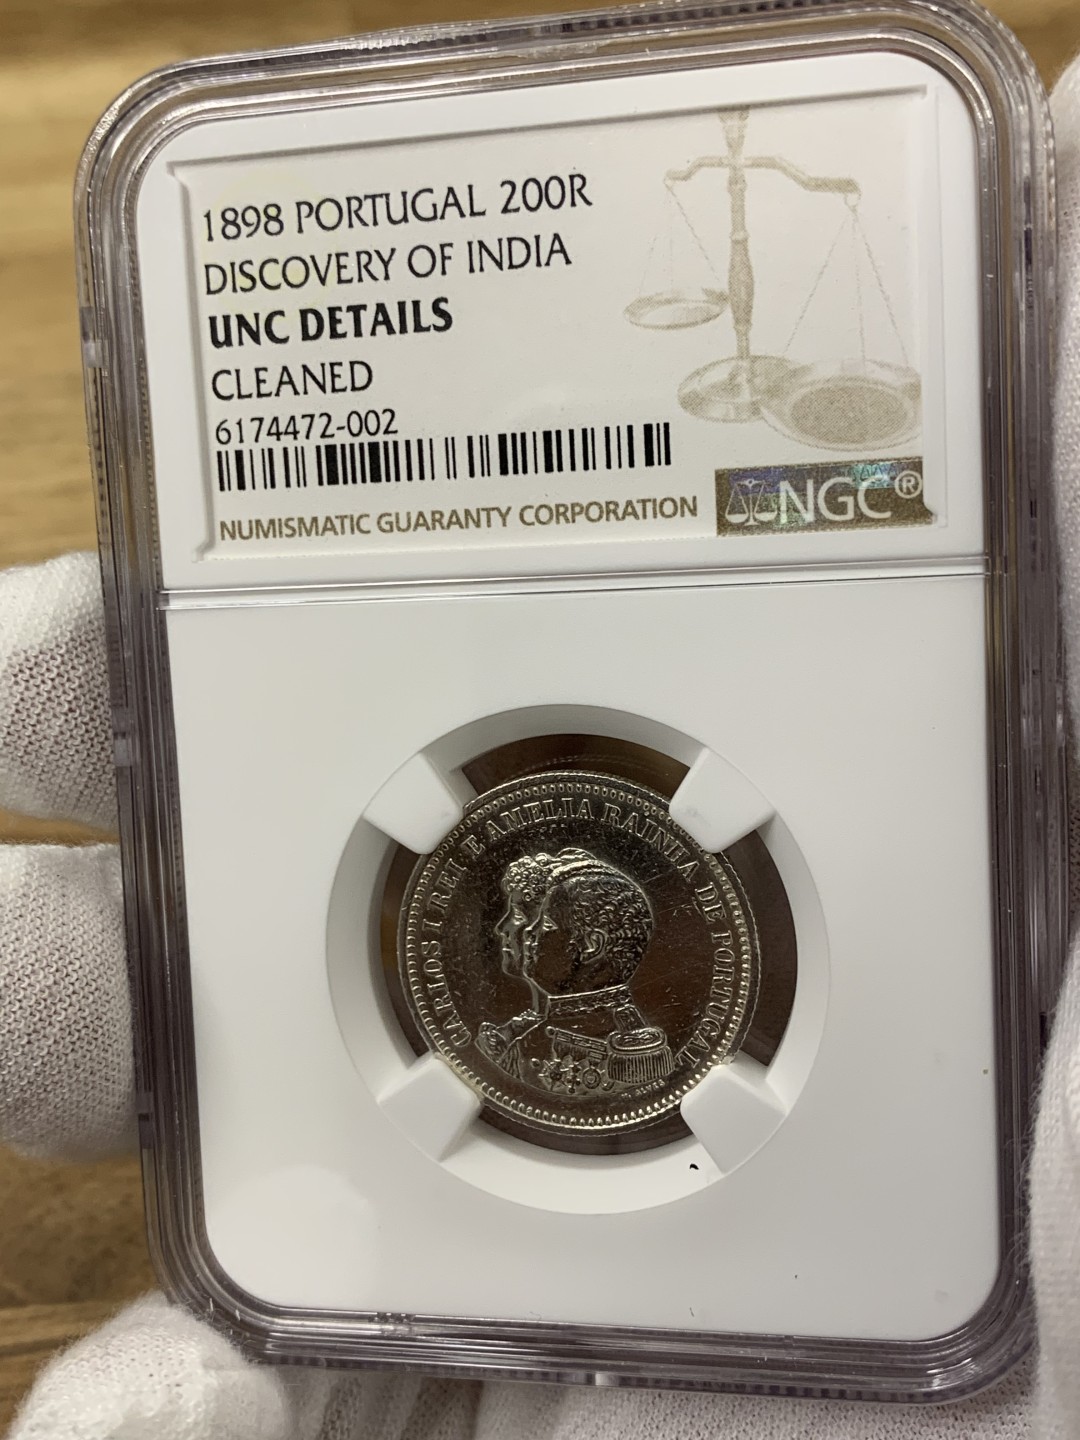 1898 PORTUGAL 200R
DISCOVERY OF INDIA
UNC DETAILS
CLEANED
6174472-002
NUMISMATIC GUARANTY CORPORATION
NGC®
CARLOS I REI E AMELIA RAINHA DE PORTUGAL